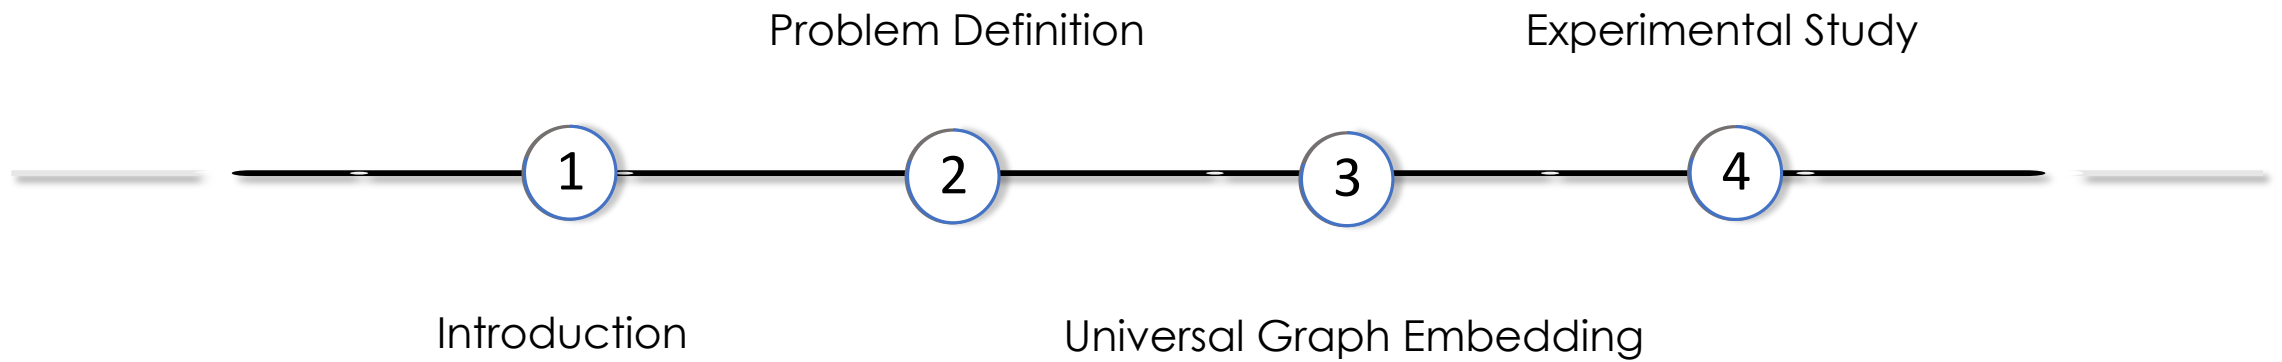 Problem Definition
Experimental Study
1
2
3
4
Introduction
Universal Graph Embedding